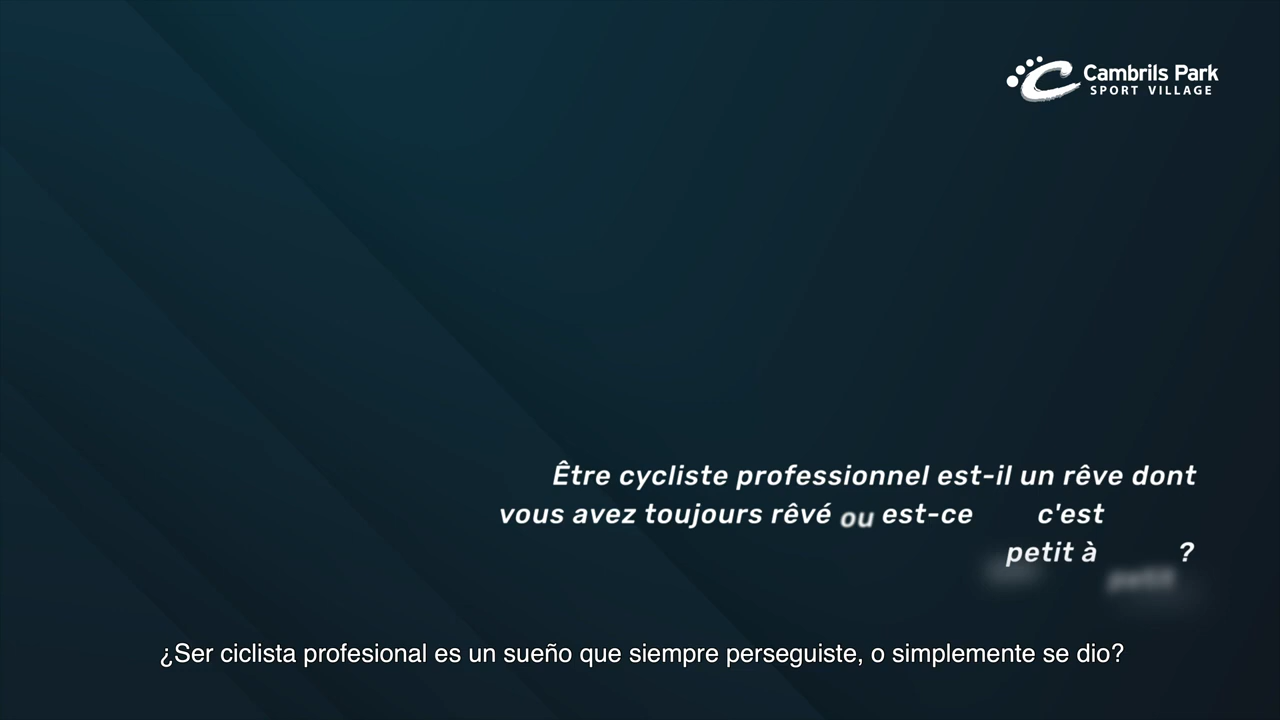 Cambrils Park
SPORT VILLAGE
Être cycliste professionnel est-il un rêve dont
vous avez toujours rêvé ou est-ce c'est
petit à petit ?
¿Ser ciclista profesional es un sueño que siempre perseguiste, o simplemente se dio?